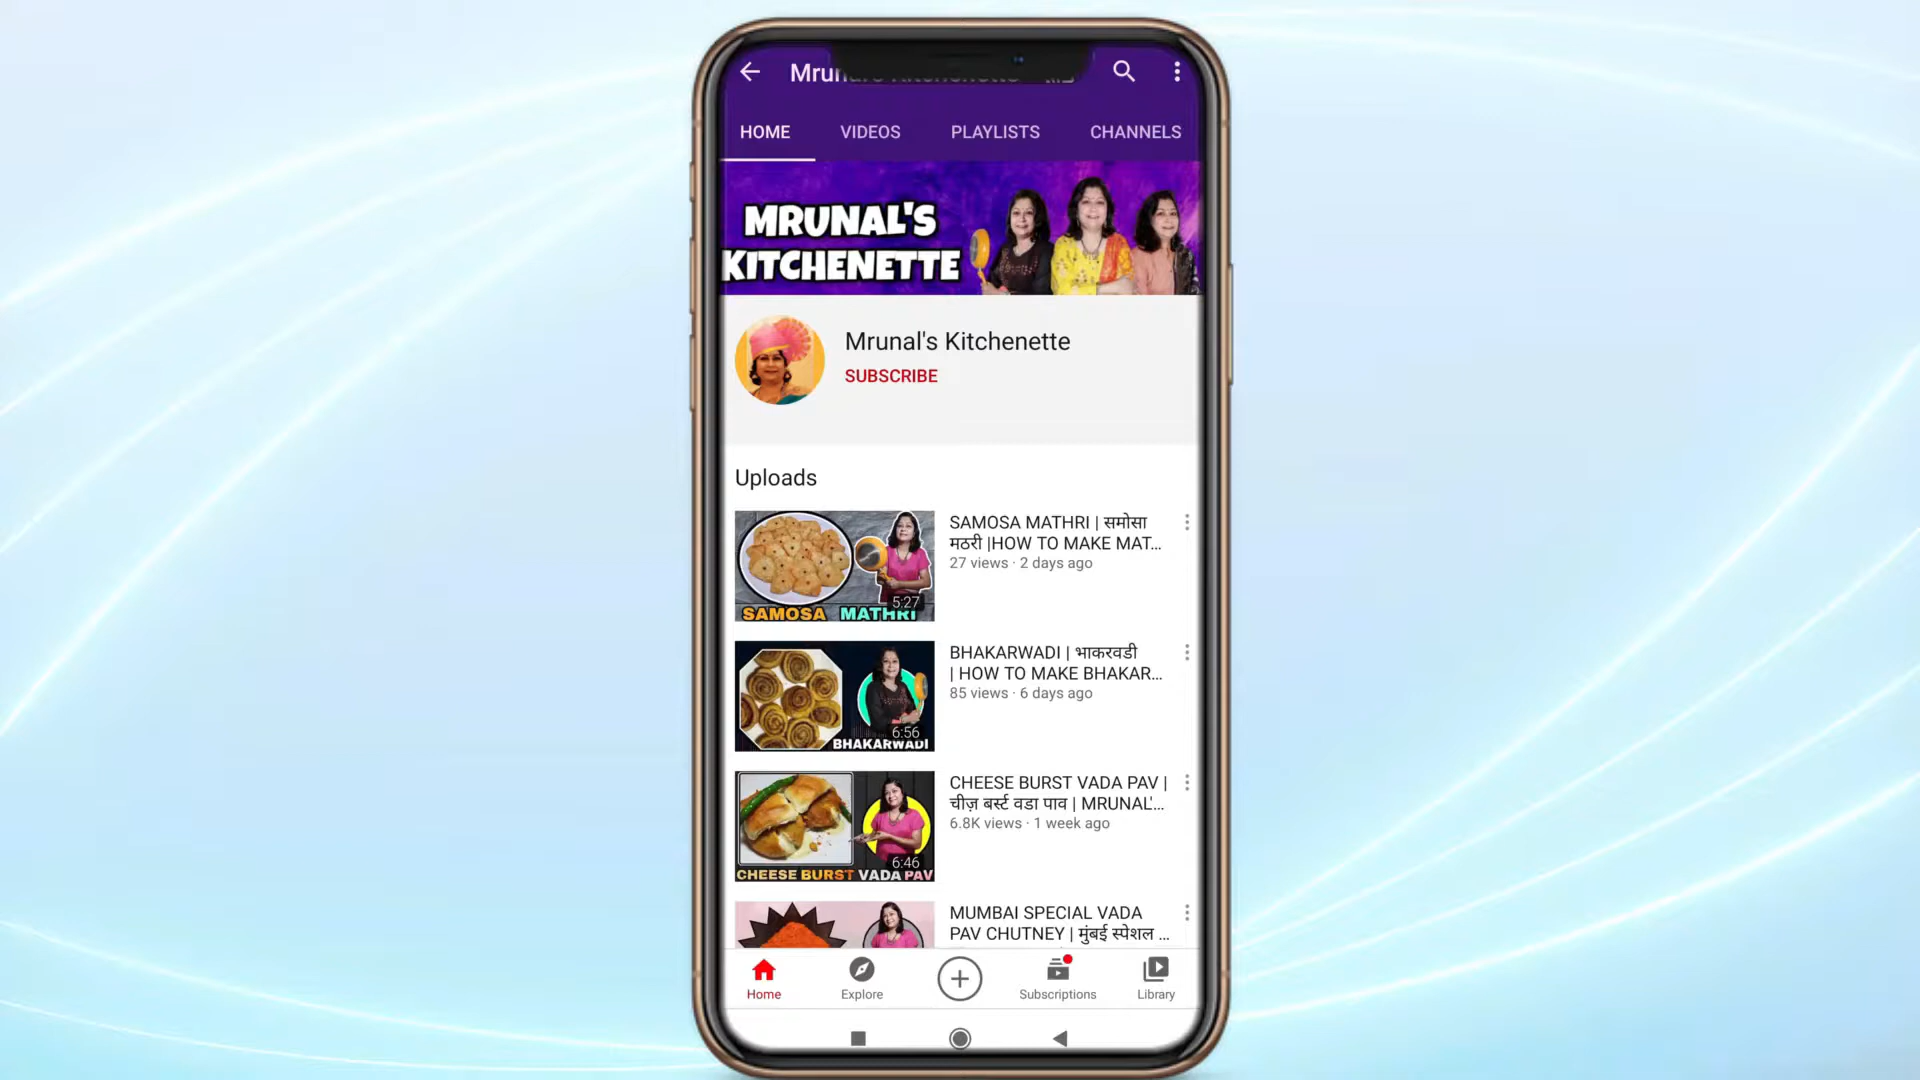 Mrun
HOME VIDEOS PLAYLISTS CHANNELS
MRUNAL'S
KITCHENETTE
Mrunal's Kitchenette
SUBSCRIBE
Uploads
SAMOSA MATHRI | समोसा
मठरी |HOW TO MAKE MAT...
27 views · 2 days ago
5:27
SAMOSA MATHRI
BHAKARWADI | भाकरवडी
| HOW TO MAKE BHAKAR...
85 views · 6 days ago
6:56
BHAKARWADI
CHEESE BURST VADA PAV |
चीज़ बर्स्ट वडा पाव | MRUNAL'...
6.8K views · 1 week ago
6:46
CHEESE BURST VADA PAV
MUMBAI SPECIAL VADA
PAV CHUTNEY | मुंबई स्पेशल ...
Home Explore Subscriptions Library